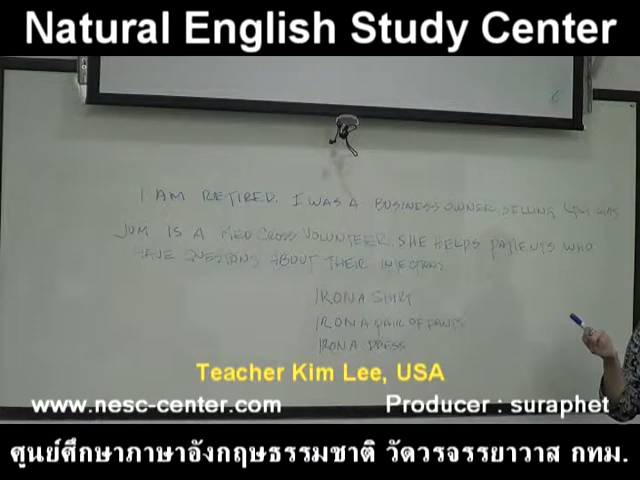 Natural English Study Center
I AM RETIRED. I WAS A BUSINESS OWNER SELLING GAS
JUM IS A RED CROSS VOLUNTEER. SHE HELPS PATIENTS WHO
HAVE QUESTIONS ABOUT THEIR INJECTIONS
IRON A SHIRT
IRON A PAIR OF PANTS
IRON A DRESS
Teacher Kim Lee, USA
www.nesc-center.com
Producer : suraphet
ศูนย์ศึกษาภาษาอังกฤษธรรมชาติ วัดวรจรรยาวาส กทม.